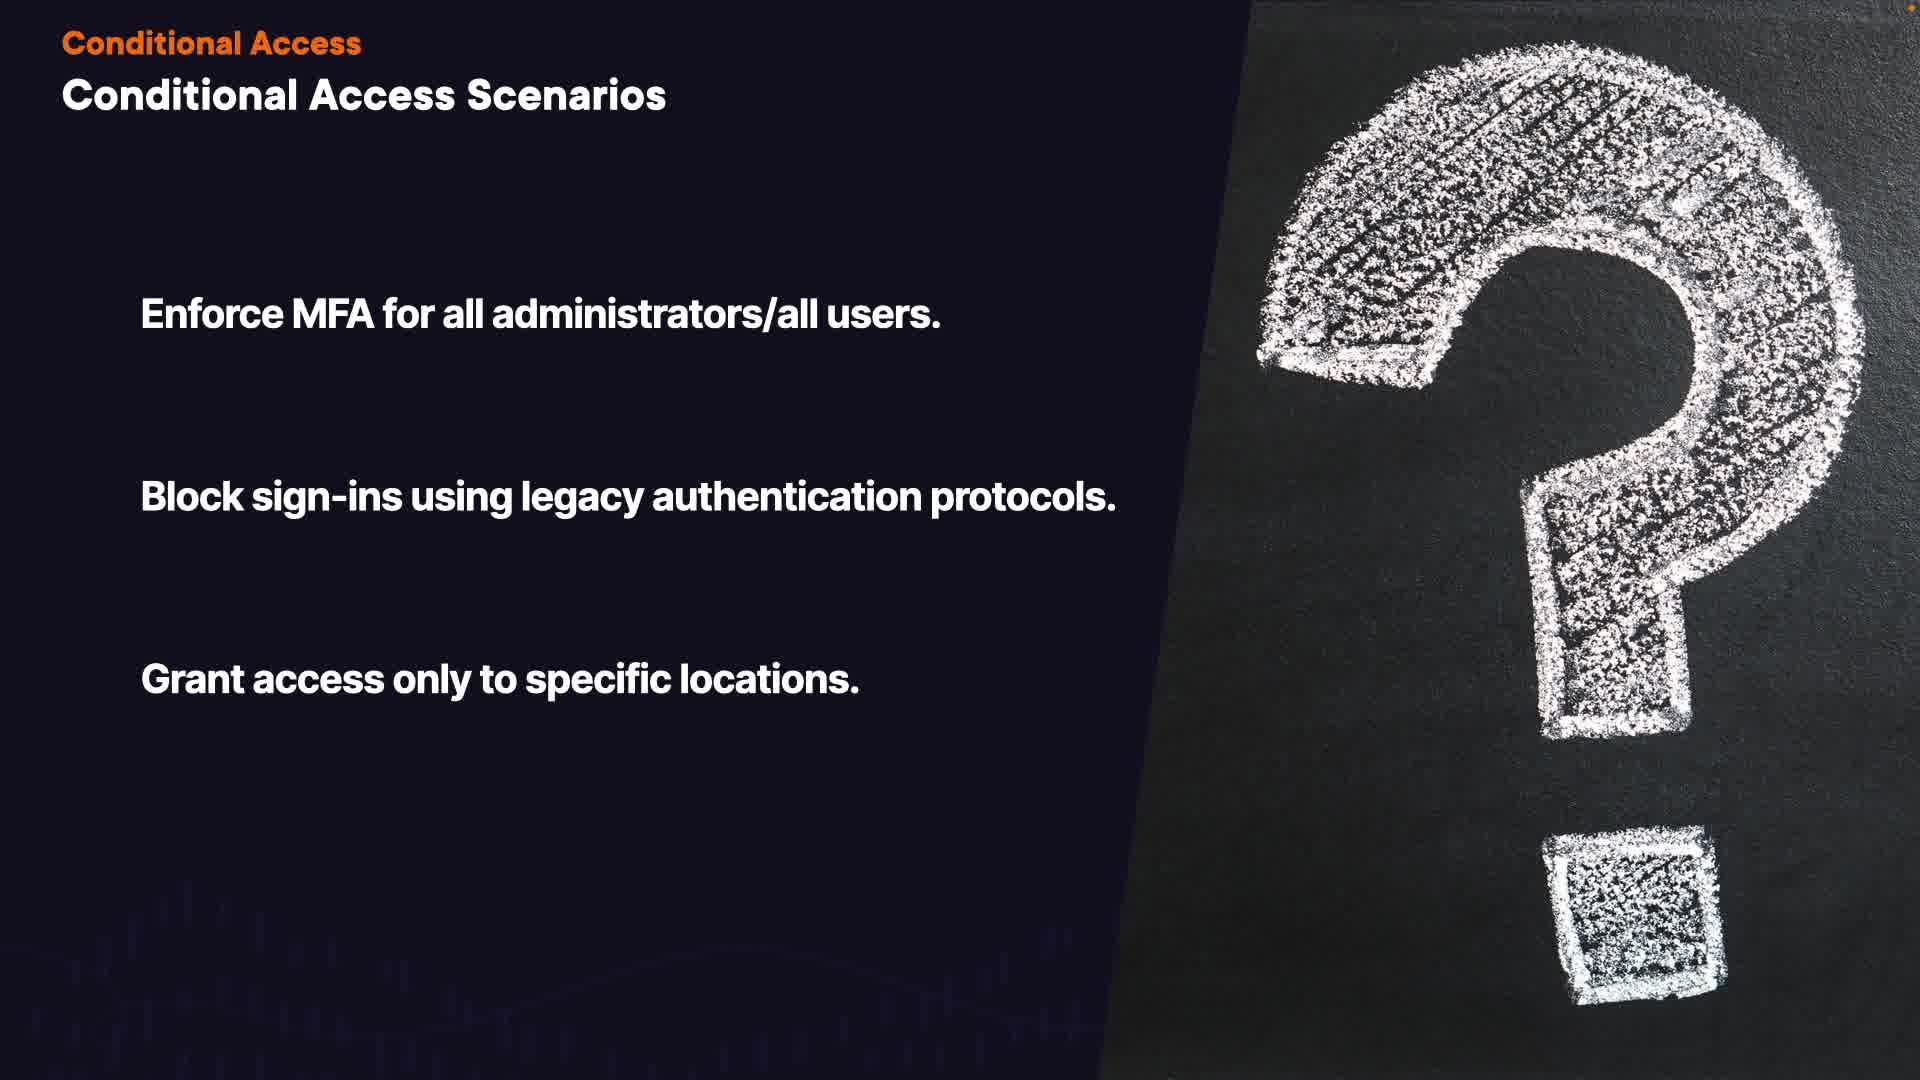 Conditional Access
Conditional Access Scenarios
Enforce MFA for all administrators/all users.
Block sign-ins using legacy authentication protocols.
Grant access only to specific locations.